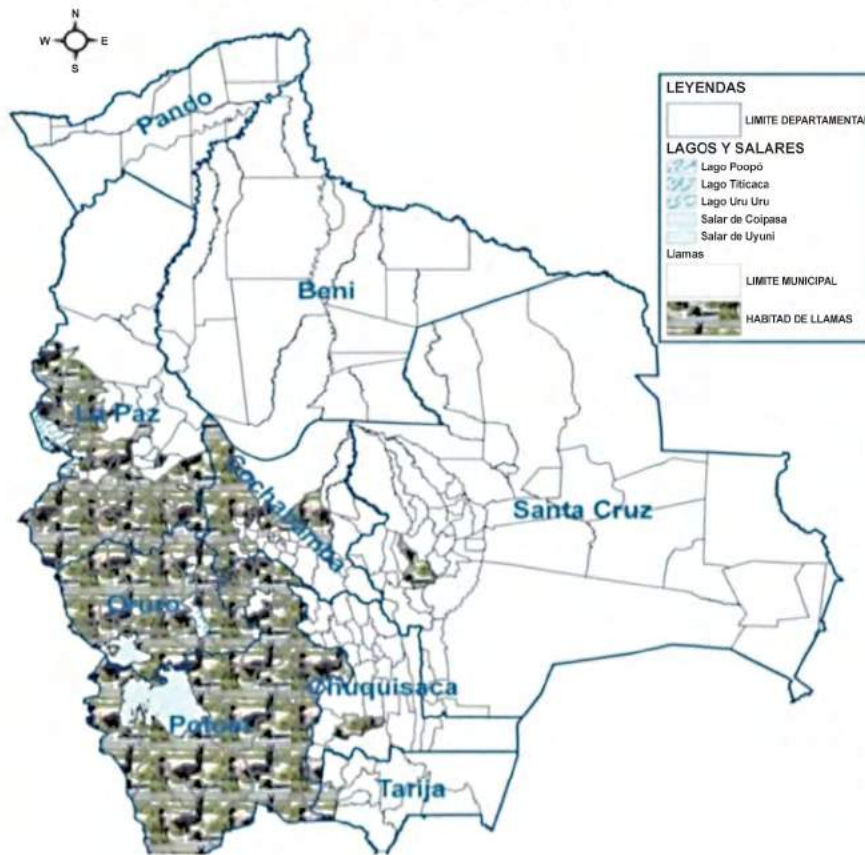 N
W E
S
Pando
Beni
La Paz
Cochabamba
Santa Cruz
Oruro
Chuquisaca
Potosi
Tarija
LEYENDAS
LIMITE DEPARTAMENTAL
LAGOS Y SALARES
Lago Poopó
Lago Titicaca
Lago Uru Uru
Salar de Coipasa
Salar de Uyuni
Llamas
LIMITE MUNICIPAL
HABITAD DE LLAMAS